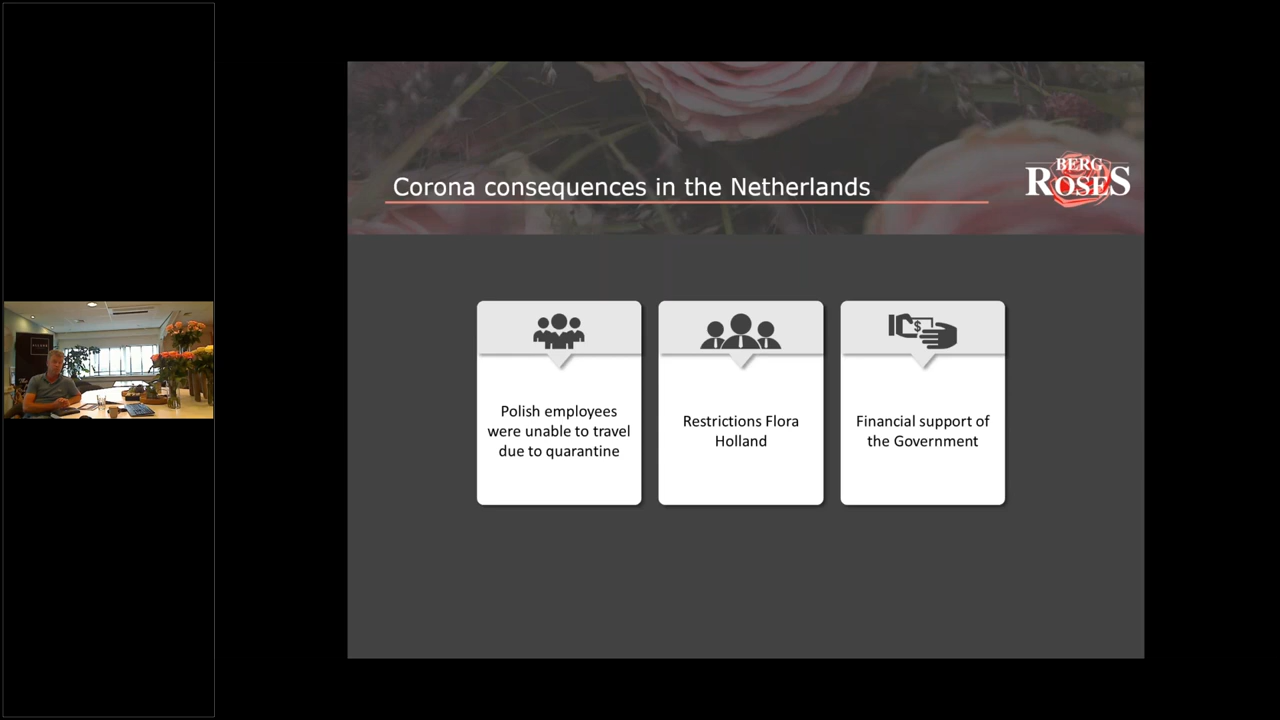 Corona consequences in the Netherlands
BERG
ROSES
Polish employees
were unable to travel
due to quarantine
Restrictions Flora
Holland
$
Financial support of
the Government